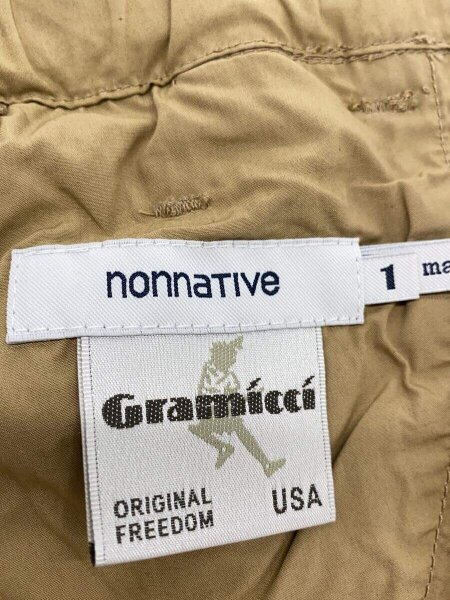 nonnative
1
ma
Gramicci
ORIGINAL
FREEDOM
USA